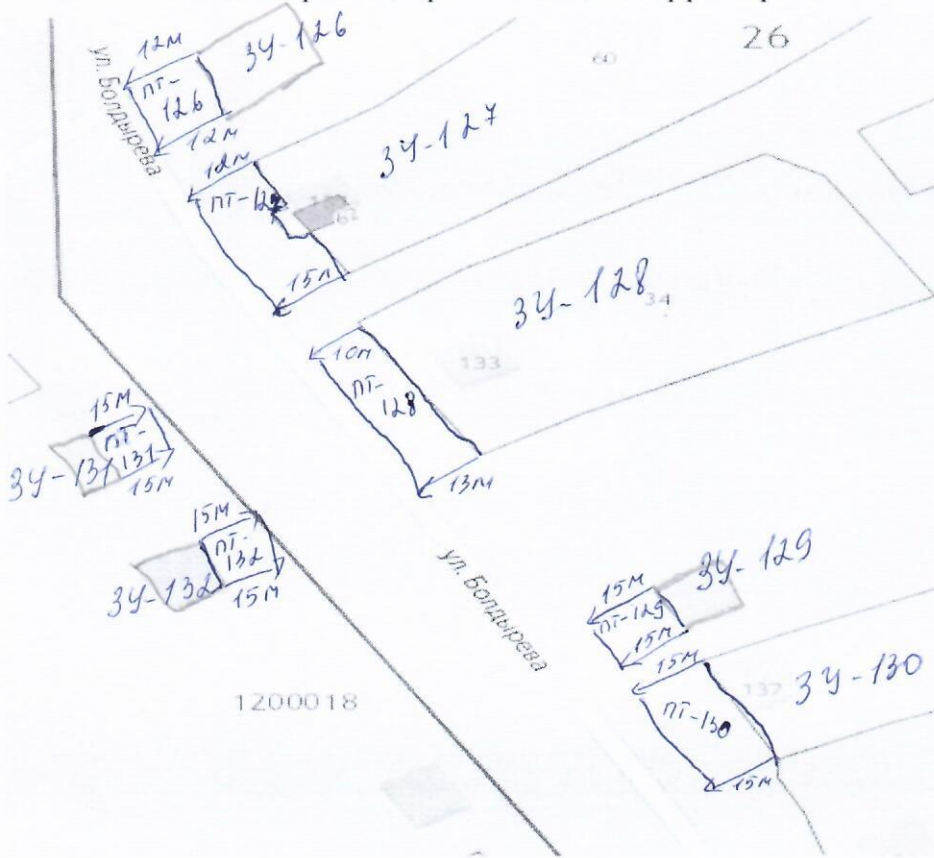 12м
ЗУ-126
26
ул. Болдырева
ПТ-
126
12м
60
ЗУ-127
12м
ПТ-127
15м
ЗУ-128
34
10м
133
ПТ-
128
13м
15м
ПТ-
131
ЗУ-131
15м
15м
ПТ-
132
ЗУ-132
15м
ул. Болдырева
15м
ЗУ-129
ПТ-129
15м
15м
137
ЗУ-130
ПТ-130
15м
1200018